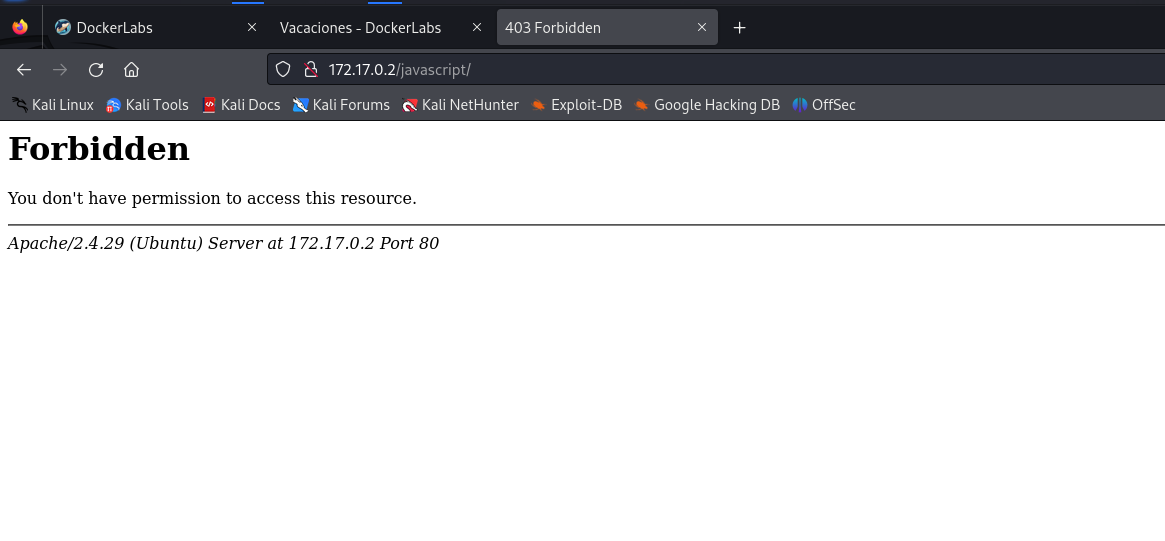 DockerLabs
Vacaciones - DockerLabs
403 Forbidden
172.17.0.2/javascript/
Kali Linux Kali Tools Kali Docs Kali Forums Kali NetHunter Exploit-DB Google Hacking DB OffSec
Forbidden
You don't have permission to access this resource.
Apache/2.4.29 (Ubuntu) Server at 172.17.0.2 Port 80